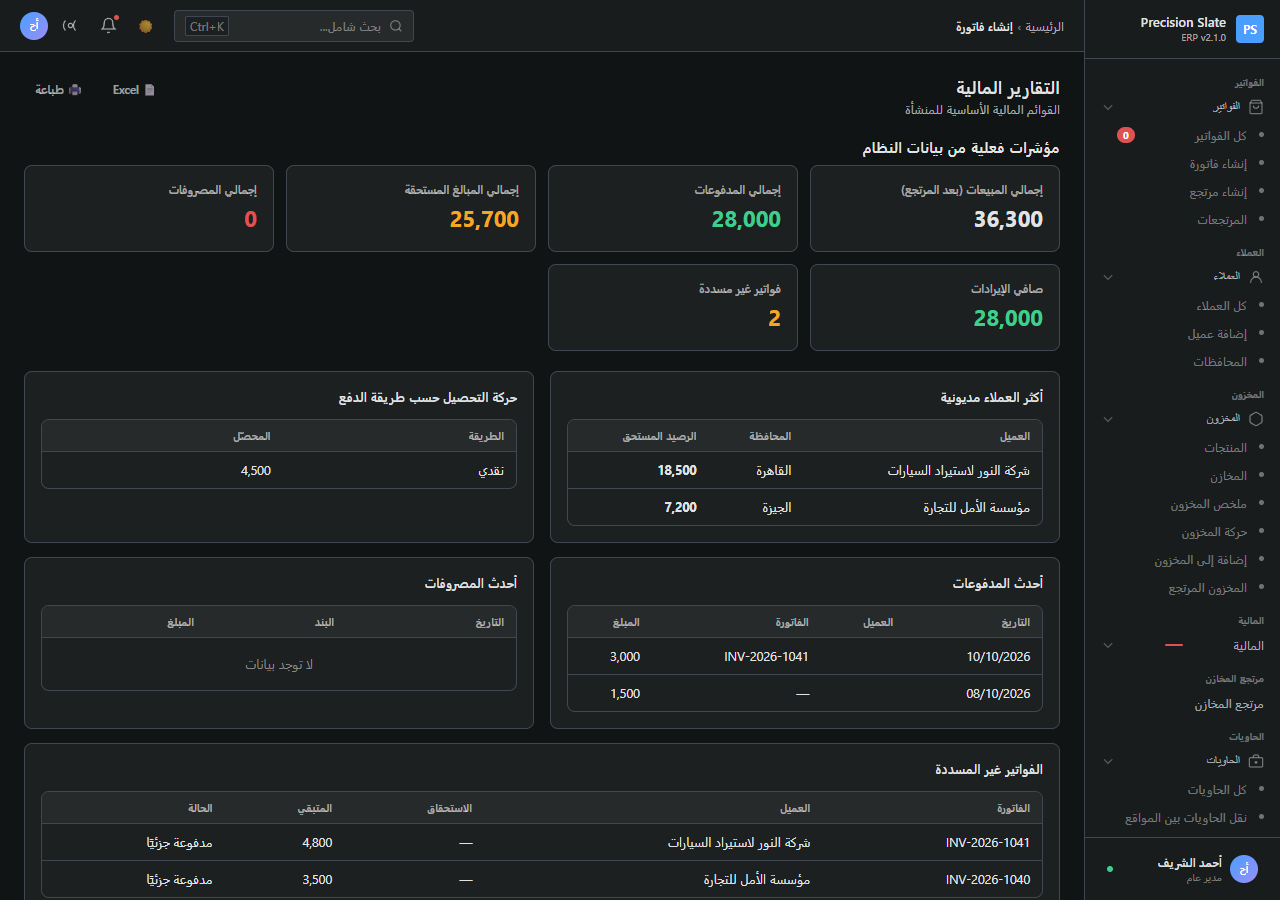 PS
Precision Slate
ERP v2.1.0
الفواتير
الفواتير
كل الفواتير
0
إنشاء فاتورة
إنشاء مرتجع
المرتجعات
العملاء
العملاء
كل العملاء
إضافة عميل
المحافظات
المخزون
المخزون
المنتجات
المخازن
ملخص المخزون
حركة المخزون
إضافة إلى المخزون
المخزون المرتجع
المالية
المالية
مرتجع المخازن
مرتجع المخازن
الحاويات
الحاويات
كل الحاويات
نقل الحاويات بين المواقع
أح
أحمد الشريف
مدير عام
الرئيسية › إنشاء فاتورة
بحث شامل... Ctrl+K
أح
التقارير المالية
القوائم المالية الأساسية للمنشأة
Excel
طباعة
مؤشرات فعلية من بيانات النظام
إجمالي المبيعات (بعد المرتجع)
36,300
إجمالي المدفوعات
28,000
إجمالي المبالغ المستحقة
25,700
إجمالي المصروفات
0
صافي الإيرادات
28,000
فواتير غير مسددة
2
أكثر العملاء مديونية
العميل المحافظة الرصيد المستحق
شركة النور لاستيراد السيارات القاهرة 18,500
مؤسسة الأمل للتجارة الجيزة 7,200
حركة التحصيل حسب طريقة الدفع
الطريقة المحصّل
نقدي 4,500
أحدث المدفوعات
التاريخ الفاتورة العميل المبلغ
10/10/2026 INV-2026-1041 3,000
08/10/2026 — 1,500
أحدث المصروفات
التاريخ البند المبلغ
لا توجد بيانات
الفواتير غير المسددة
الفاتورة العميل الاستحقاق المتبقي الحالة
INV-2026-1041 شركة النور لاستيراد السيارات — 4,800 مدفوعة جزئيًا
INV-2026-1040 مؤسسة الأمل للتجارة — 3,500 مدفوعة جزئيًا